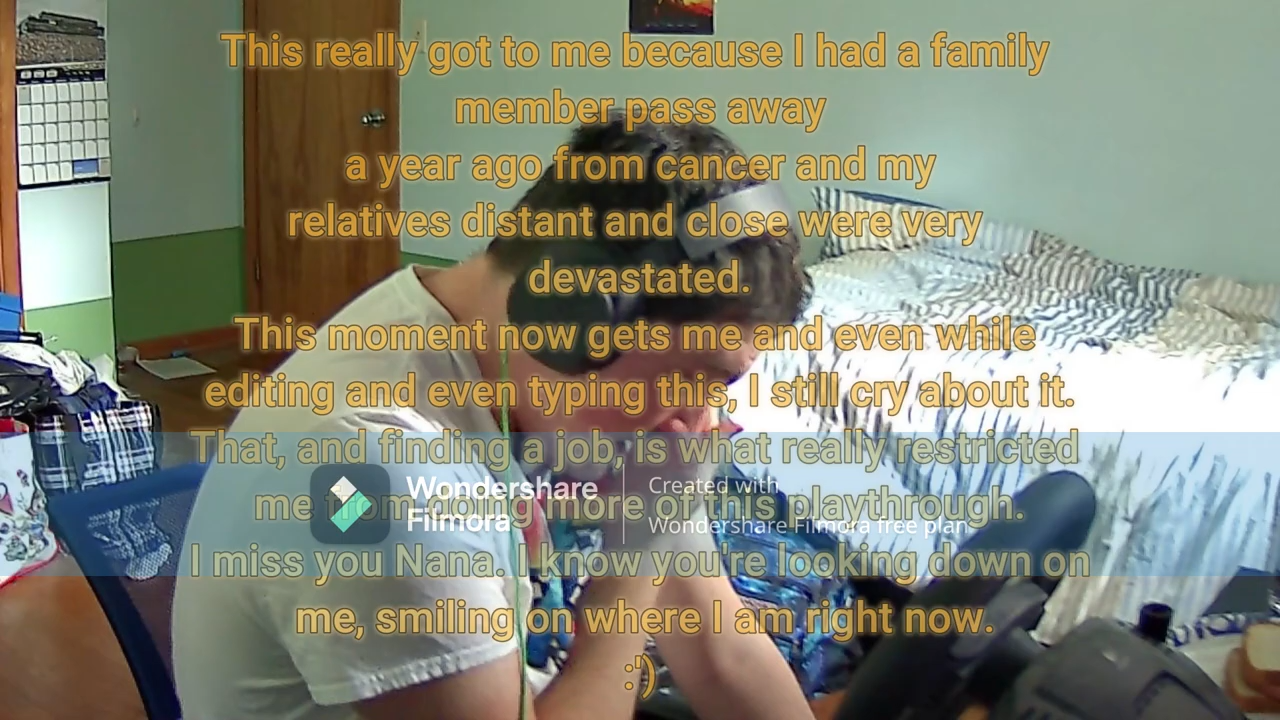 This really got to me because I had a family
member pass away
a year ago from cancer and my
relatives distant and close were very
devastated.
This moment now gets me and even while
editing and even typing this, I still cry about it.
That, and finding a job, is what really restricted
me from doing more of this playthrough.
I miss you Nana. I know you're looking down on
me, smiling on where I am right now.
:')
Wondershare
Filmora
Created with
Wondershare Filmora free plan